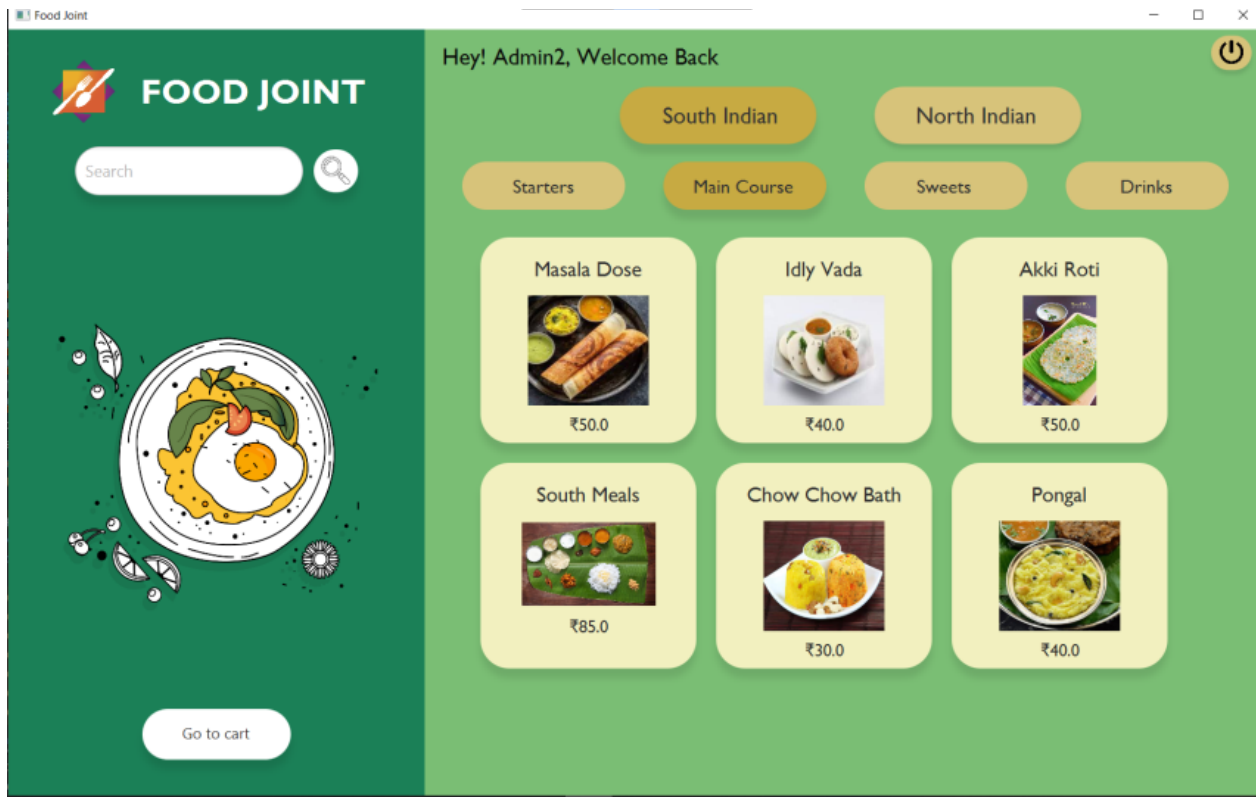 Food Joint
FOOD JOINT
Search
Go to cart
Hey! Admin2, Welcome Back
South Indian
North Indian
Starters
Main Course
Sweets
Drinks
Masala Dose
₹50.0
Idly Vada
₹40.0
Akki Roti
₹50.0
South Meals
₹85.0
Chow Chow Bath
₹30.0
Pongal
₹40.0